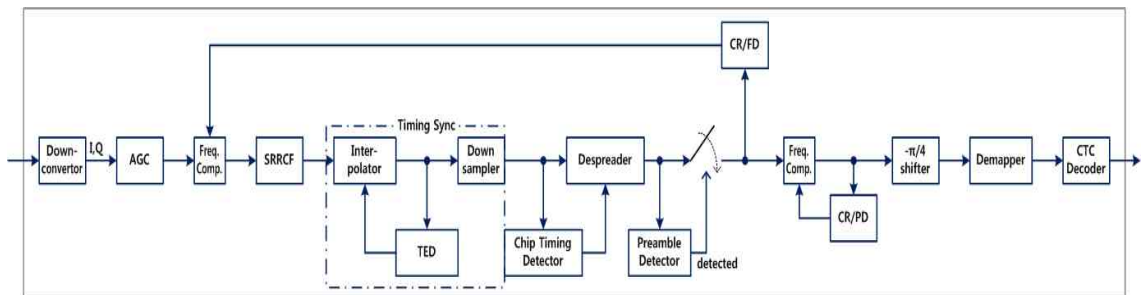 CR/FD
Timing Sync
Down-
convertor
I,Q
AGC
Freq.
Comp.
SRRCF
Inter-
polator
Down
sampler
Despreader
Freq.
Comp.
-π/4
shifter
Demapper
CTC
Decoder
TED
Chip Timing
Detector
Preamble
Detector
detected
CR/PD